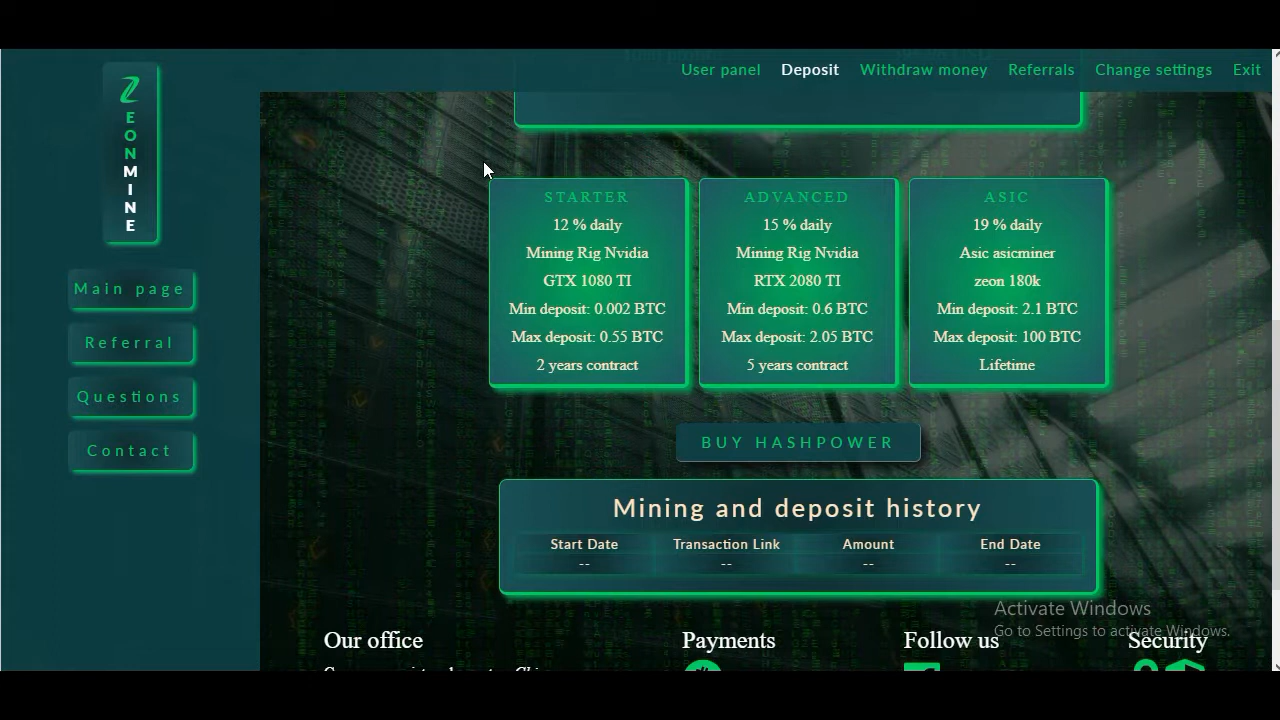 User panel Deposit Withdraw money Referrals Change settings Exit
ZEONMINE
Main page
Referral
Questions
Contact
STARTER
12 % daily
Mining Rig Nvidia
GTX 1080 TI
Min deposit: 0.002 BTC
Max deposit: 0.55 BTC
2 years contract
ADVANCED
15 % daily
Mining Rig Nvidia
RTX 2080 TI
Min deposit: 0.6 BTC
Max deposit: 2.05 BTC
5 years contract
ASIC
19 % daily
Asic asicminer
zeon 180k
Min deposit: 2.1 BTC
Max deposit: 100 BTC
Lifetime
BUY HASHPOWER
Mining and deposit history
Start Date Transaction Link Amount End Date
-- -- -- --
Activate Windows
Go to Settings to activate Windows.
Our office Payments Follow us Security